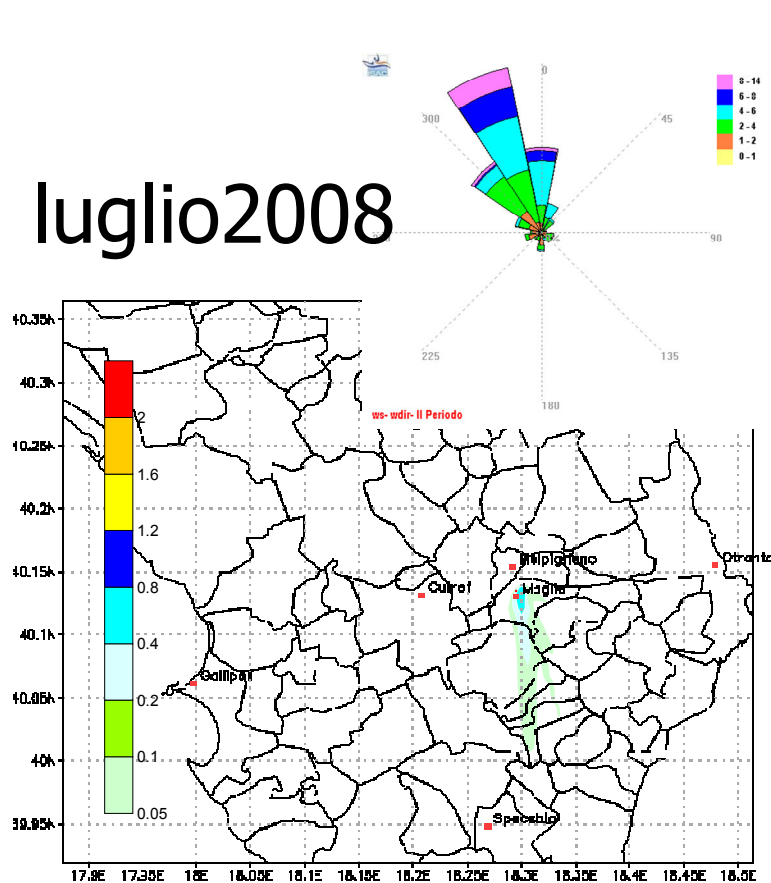 0
45
90
135
180
225
300
8 - 14
6 - 8
4 - 6
2 - 4
1 - 2
0 - 1
luglio2008
ws- wdir- II Periodo
40.35N
40.3N
40.25N
40.2N
40.15N
40.1N
40.05N
40N
39.95N
2
1.6
1.2
0.8
0.4
0.2
0.1
0.05
Melpignano
Otranto
Cutrof
Maglie
Gallipoli
Specchia
17.9E
17.95E
18E
18.05E
18.1E
18.15E
18.2E
18.25E
18.3E
18.35E
18.4E
18.45E
18.5E